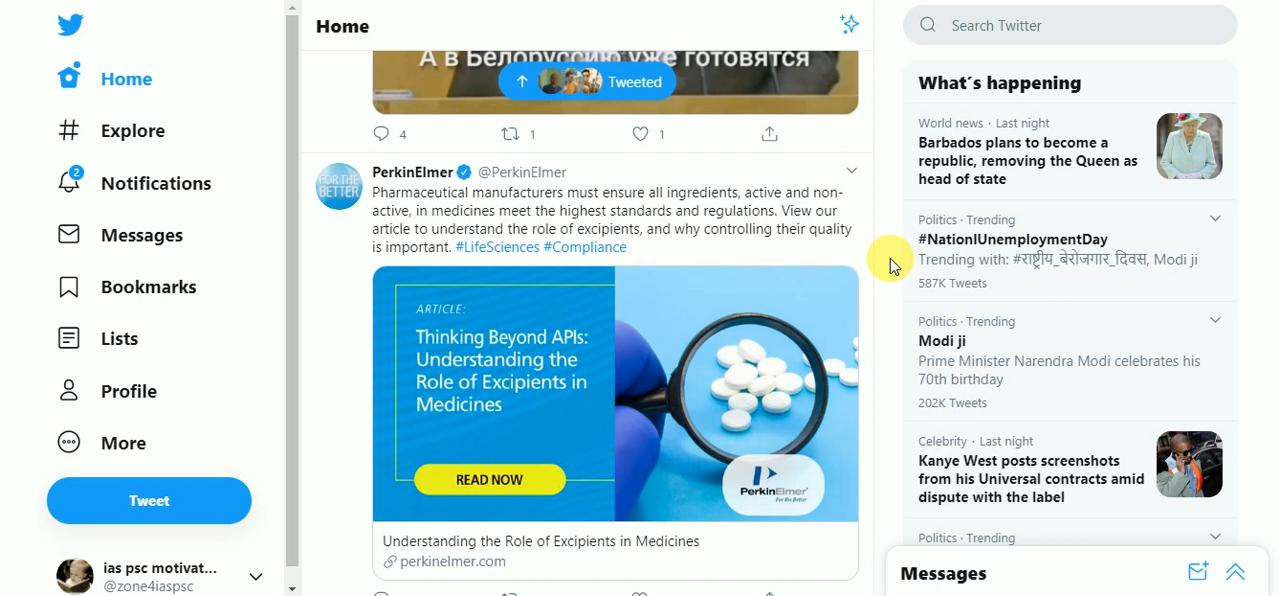 Home
Explore
2
Notifications
Messages
Bookmarks
Lists
Profile
More
Tweet
ias psc motivat...
@zone4iaspsc
Home
А в Белоруссию уже готовятся
Tweeted
4
1
1
FOR THE
BETTER
PerkinElmer @PerkinElmer
Pharmaceutical manufacturers must ensure all ingredients, active and non-
active, in medicines meet the highest standards and regulations. View our
article to understand the role of excipients, and why controlling their quality
is important. #LifeSciences #Compliance
ARTICLE:
Thinking Beyond APIs:
Understanding the
Role of Excipients in
Medicines
READ NOW
PerkinElmer
For the Better
Understanding the Role of Excipients in Medicines
perkinelmer.com
Search Twitter
What's happening
World news · Last night
Barbados plans to become a
republic, removing the Queen as
head of state
Politics · Trending
#NationlUnemploymentDay
Trending with: #राष्ट्रीय_बेरोजगार_दिवस, Modi ji
587K Tweets
Politics · Trending
Modi ji
Prime Minister Narendra Modi celebrates his
70th birthday
202K Tweets
Celebrity · Last night
Kanye West posts screenshots
from his Universal contracts amid
dispute with the label
Politics · Trending
Messages